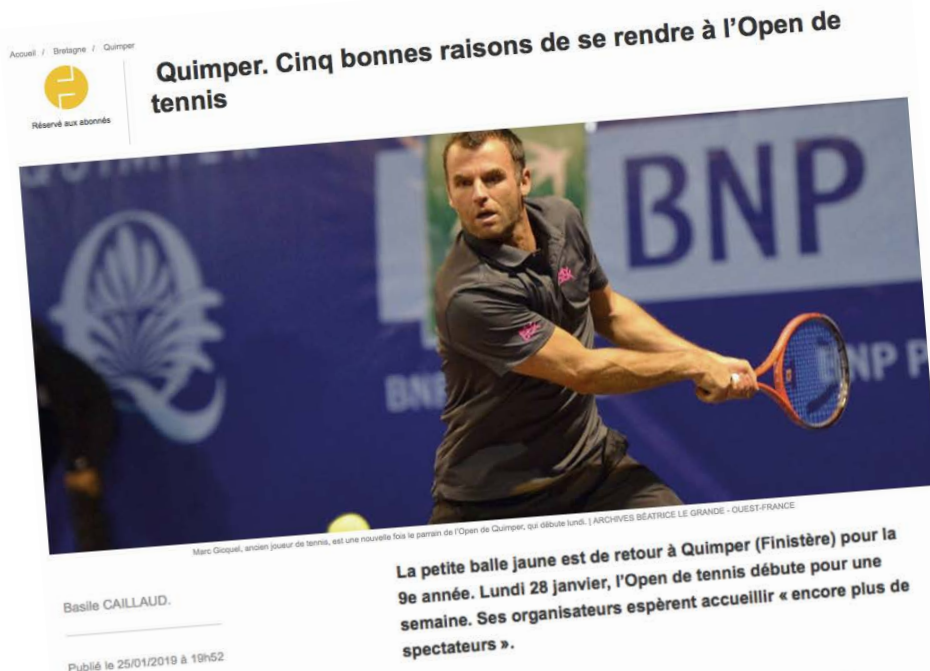 Accueil / Bretagne / Quimper
Réservé aux abonnés
Quimper. Cinq bonnes raisons de se rendre à l’Open de
tennis
QUIMPER
BNP
BNP P
Marc Gicquel, ancien joueur de tennis, est une nouvelle fois le parrain de l’Open de Quimper, qui débute lundi. | ARCHIVES BÉATRICE LE GRANDE - OUEST-FRANCE
Basile CAILLAUD.
Publié le 25/01/2019 à 19h52
La petite balle jaune est de retour à Quimper (Finistère) pour la
9e année. Lundi 28 janvier, l’Open de tennis débute pour une
semaine. Ses organisateurs espèrent accueillir « encore plus de
spectateurs ».